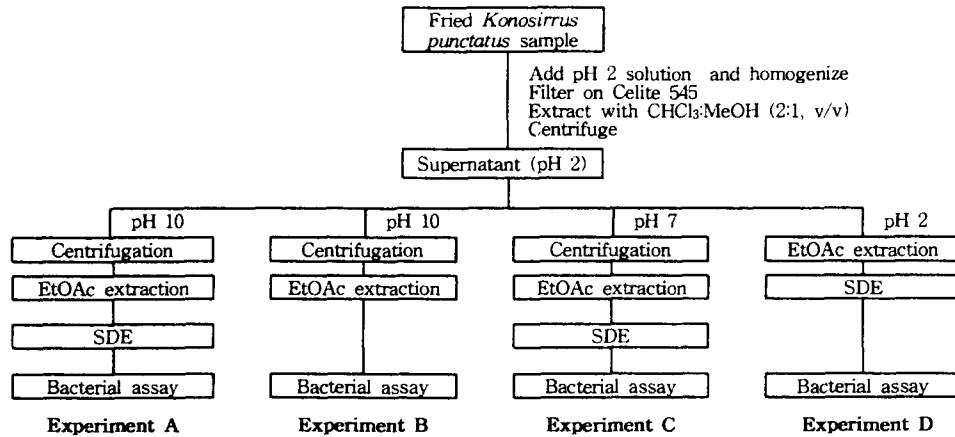 Fried Konosirrus
punctatus sample
Add pH 2 solution and homogenize
Filter on Celite 545
Extract with CHCl₃:MeOH (2:1, v/v)
Centrifuge
Supernatant (pH 2)
pH 10
pH 10
pH 7
pH 2
Centrifugation
Centrifugation
Centrifugation
EtOAc extraction
EtOAc extraction
EtOAc extraction
EtOAc extraction
SDE
SDE
SDE
Bacterial assay
Bacterial assay
Bacterial assay
Bacterial assay
Experiment A
Experiment B
Experiment C
Experiment D